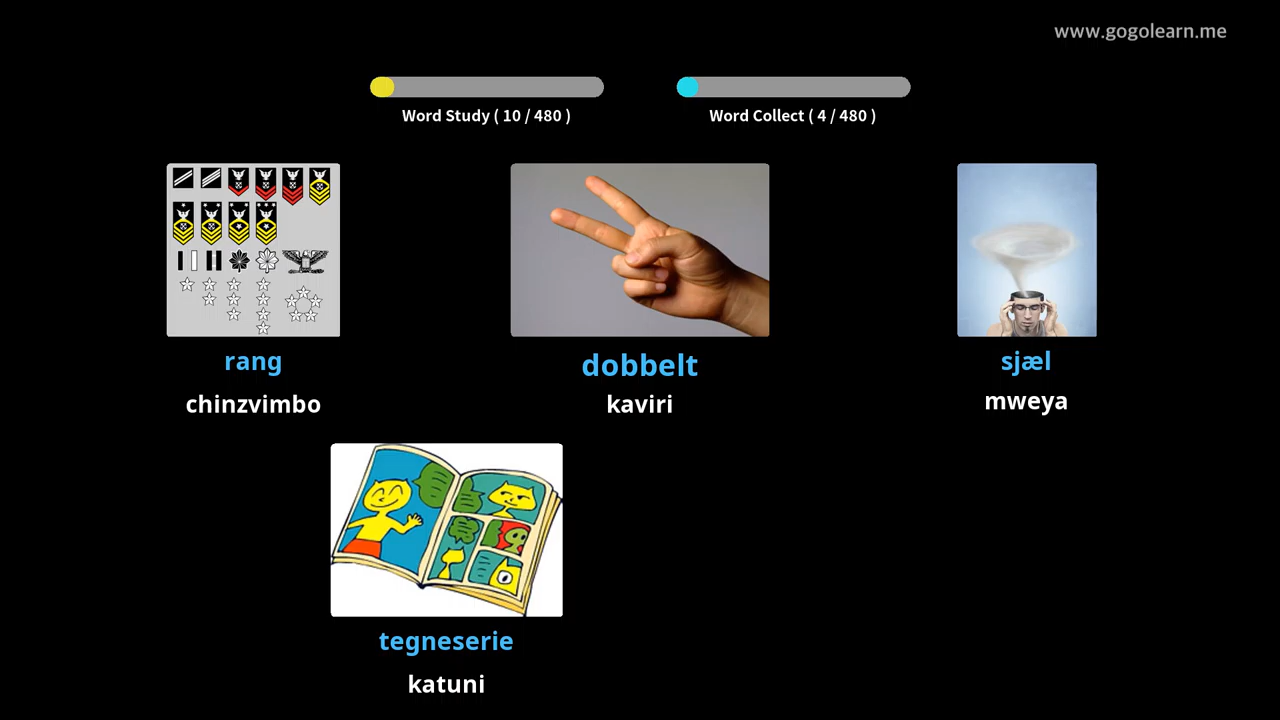 www.gogolearn.me
Word Study ( 10 / 480 )
Word Collect ( 4 / 480 )
rang
dobbelt
sjæl
chinzvimbo
kaviri
mweya
tegneserie
katuni